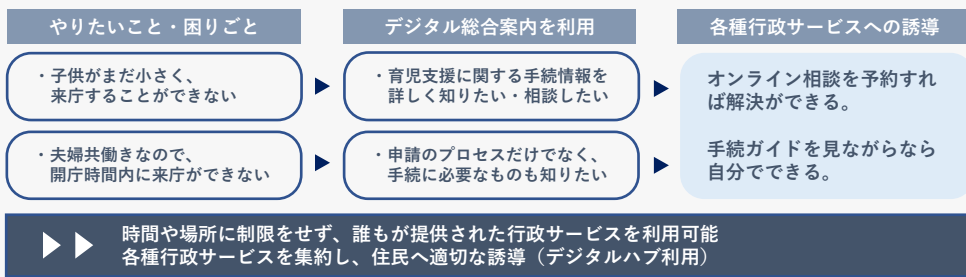 やりたいこと・困りごと
デジタル総合案内を利用
各種行政サービスへの誘導
・子供がまだ小さく、
来庁することができない
・育児支援に関する手続情報を
詳しく知りたい・相談したい
オンライン相談を予約すれ
ば解決ができる。
・夫婦共働きなので、
開庁時間内に来庁ができない
・申請のプロセスだけでなく、
手続に必要なものも知りたい
手続ガイドを見ながらなら
自分でできる。
時間や場所に制限をせず、誰もが提供された行政サービスを利用可能
各種行政サービスを集約し、住民へ適切な誘導（デジタルハブ利用）